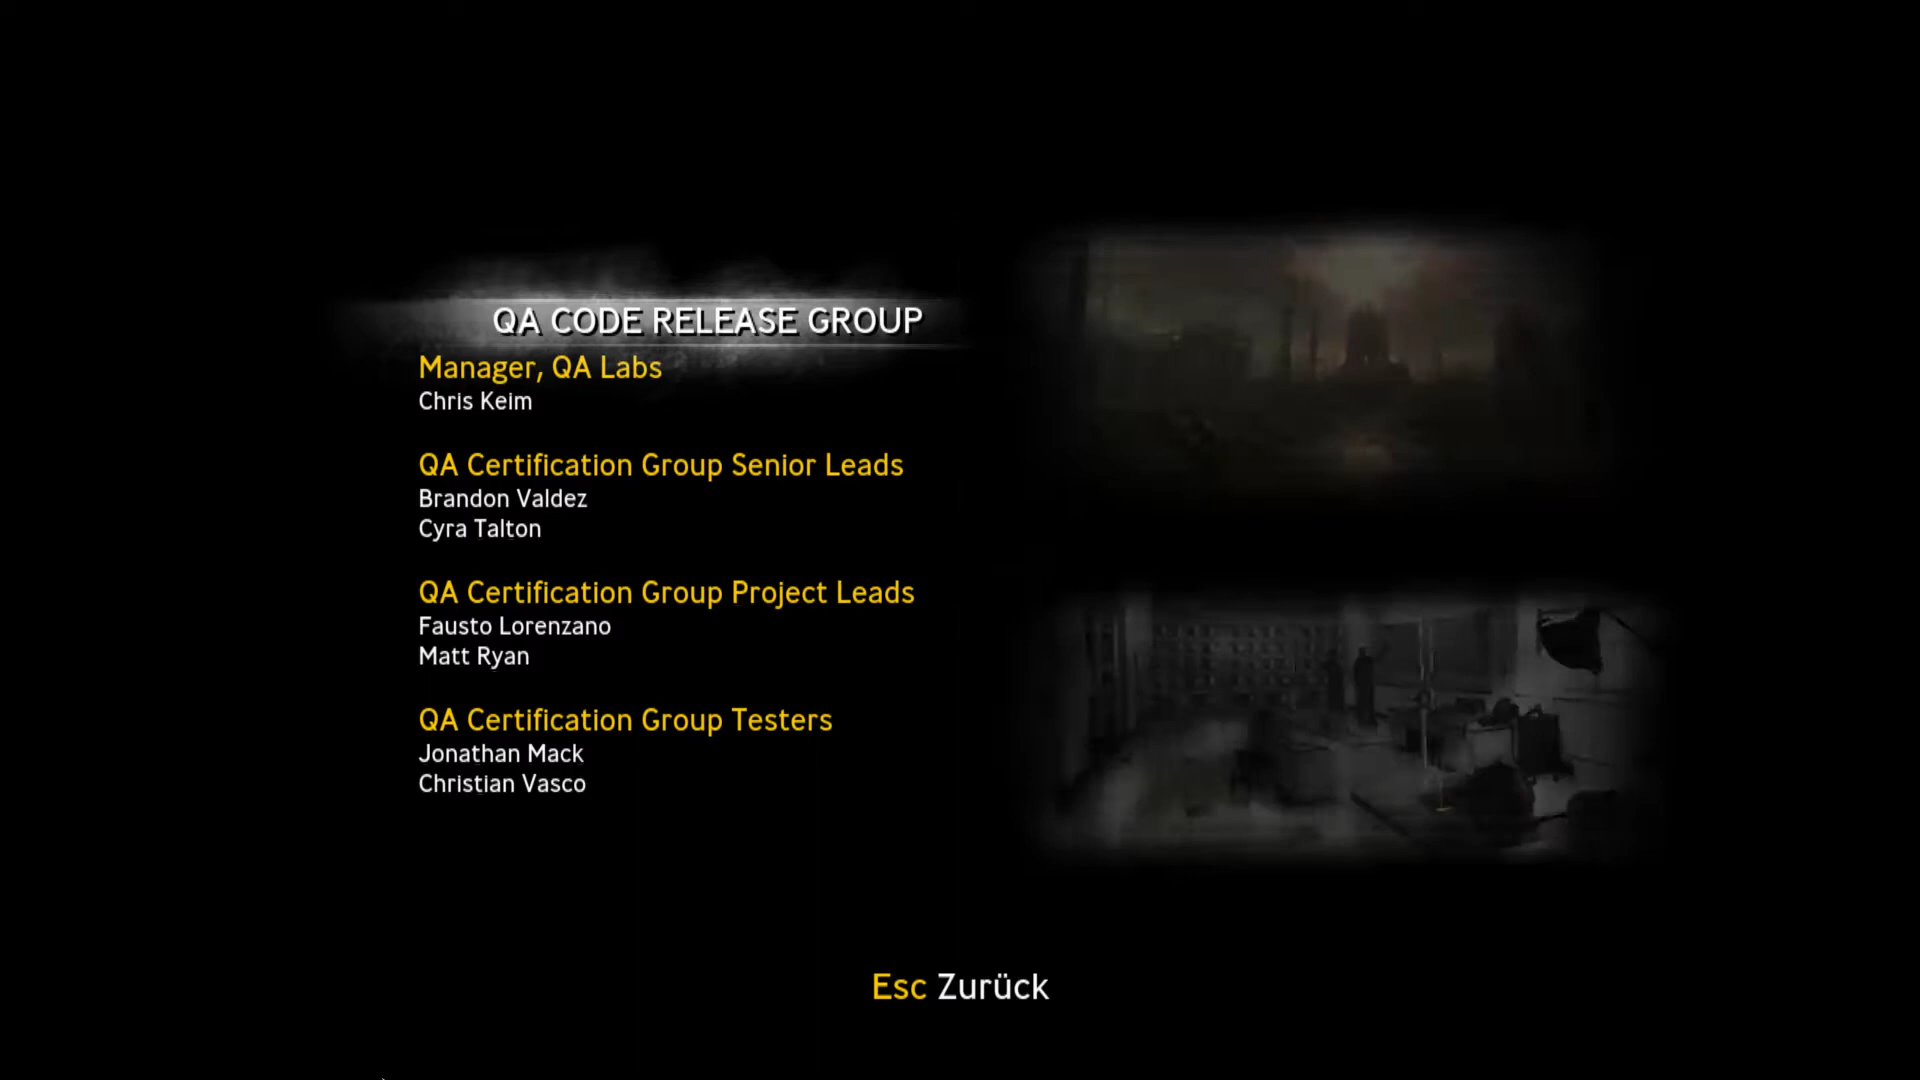 QA CODE RELEASE GROUP
Manager, QA Labs
Chris Keim
QA Certification Group Senior Leads
Brandon Valdez
Cyra Talton
QA Certification Group Project Leads
Fausto Lorenzano
Matt Ryan
QA Certification Group Testers
Jonathan Mack
Christian Vasco
Esc Zurück